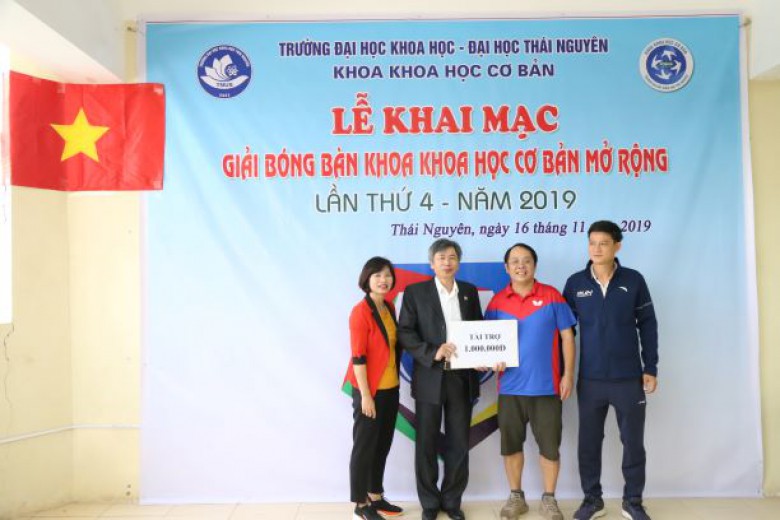 TRƯỜNG ĐẠI HỌC KHOA HỌC - ĐẠI HỌC THÁI NGUYÊN
KHOA KHOA HỌC CƠ BẢN
LỄ KHAI MẠC
GIẢI BÓNG BÀN KHOA KHOA HỌC CƠ BẢN MỞ RỘNG
LẦN THỨ 4 - NĂM 2019
Thái Nguyên, ngày 16 tháng 11 2019
TÀI TRỢ
1.000.000Đ